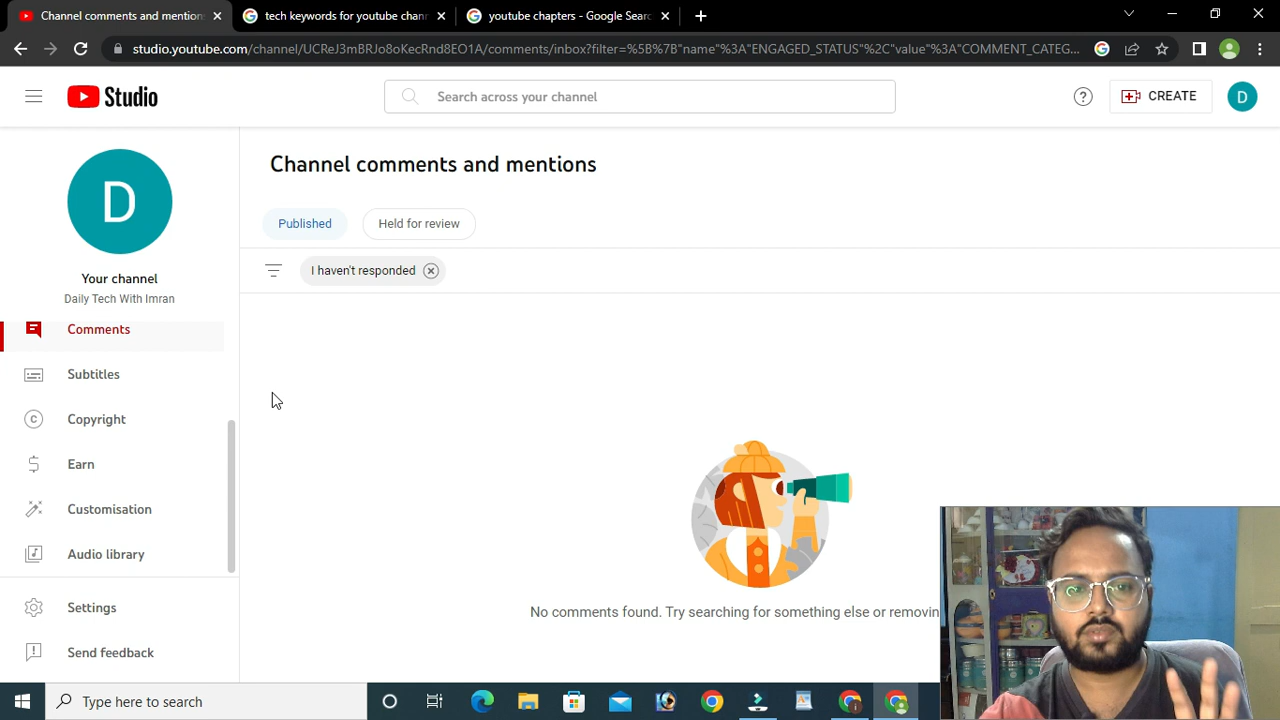 Channel comments and mention
tech keywords for youtube chan
youtube chapters - Google Sear
studio.youtube.com/channel/UCReJ3mBRJo8oKecRnd8EO1A/comments/inbox?filter=%5B%7B"name"%3A"ENGAGED_STATUS"%2C"value"%3A"COMMENT_CATEG...
Studio
Search across your channel
CREATE
D
D
Your channel
Daily Tech With Imran
Comments
Subtitles
Copyright
Earn
Customisation
Audio library
Settings
Send feedback
Channel comments and mentions
Published
Held for review
I haven't responded
No comments found. Try searching for something else or removin
Type here to search